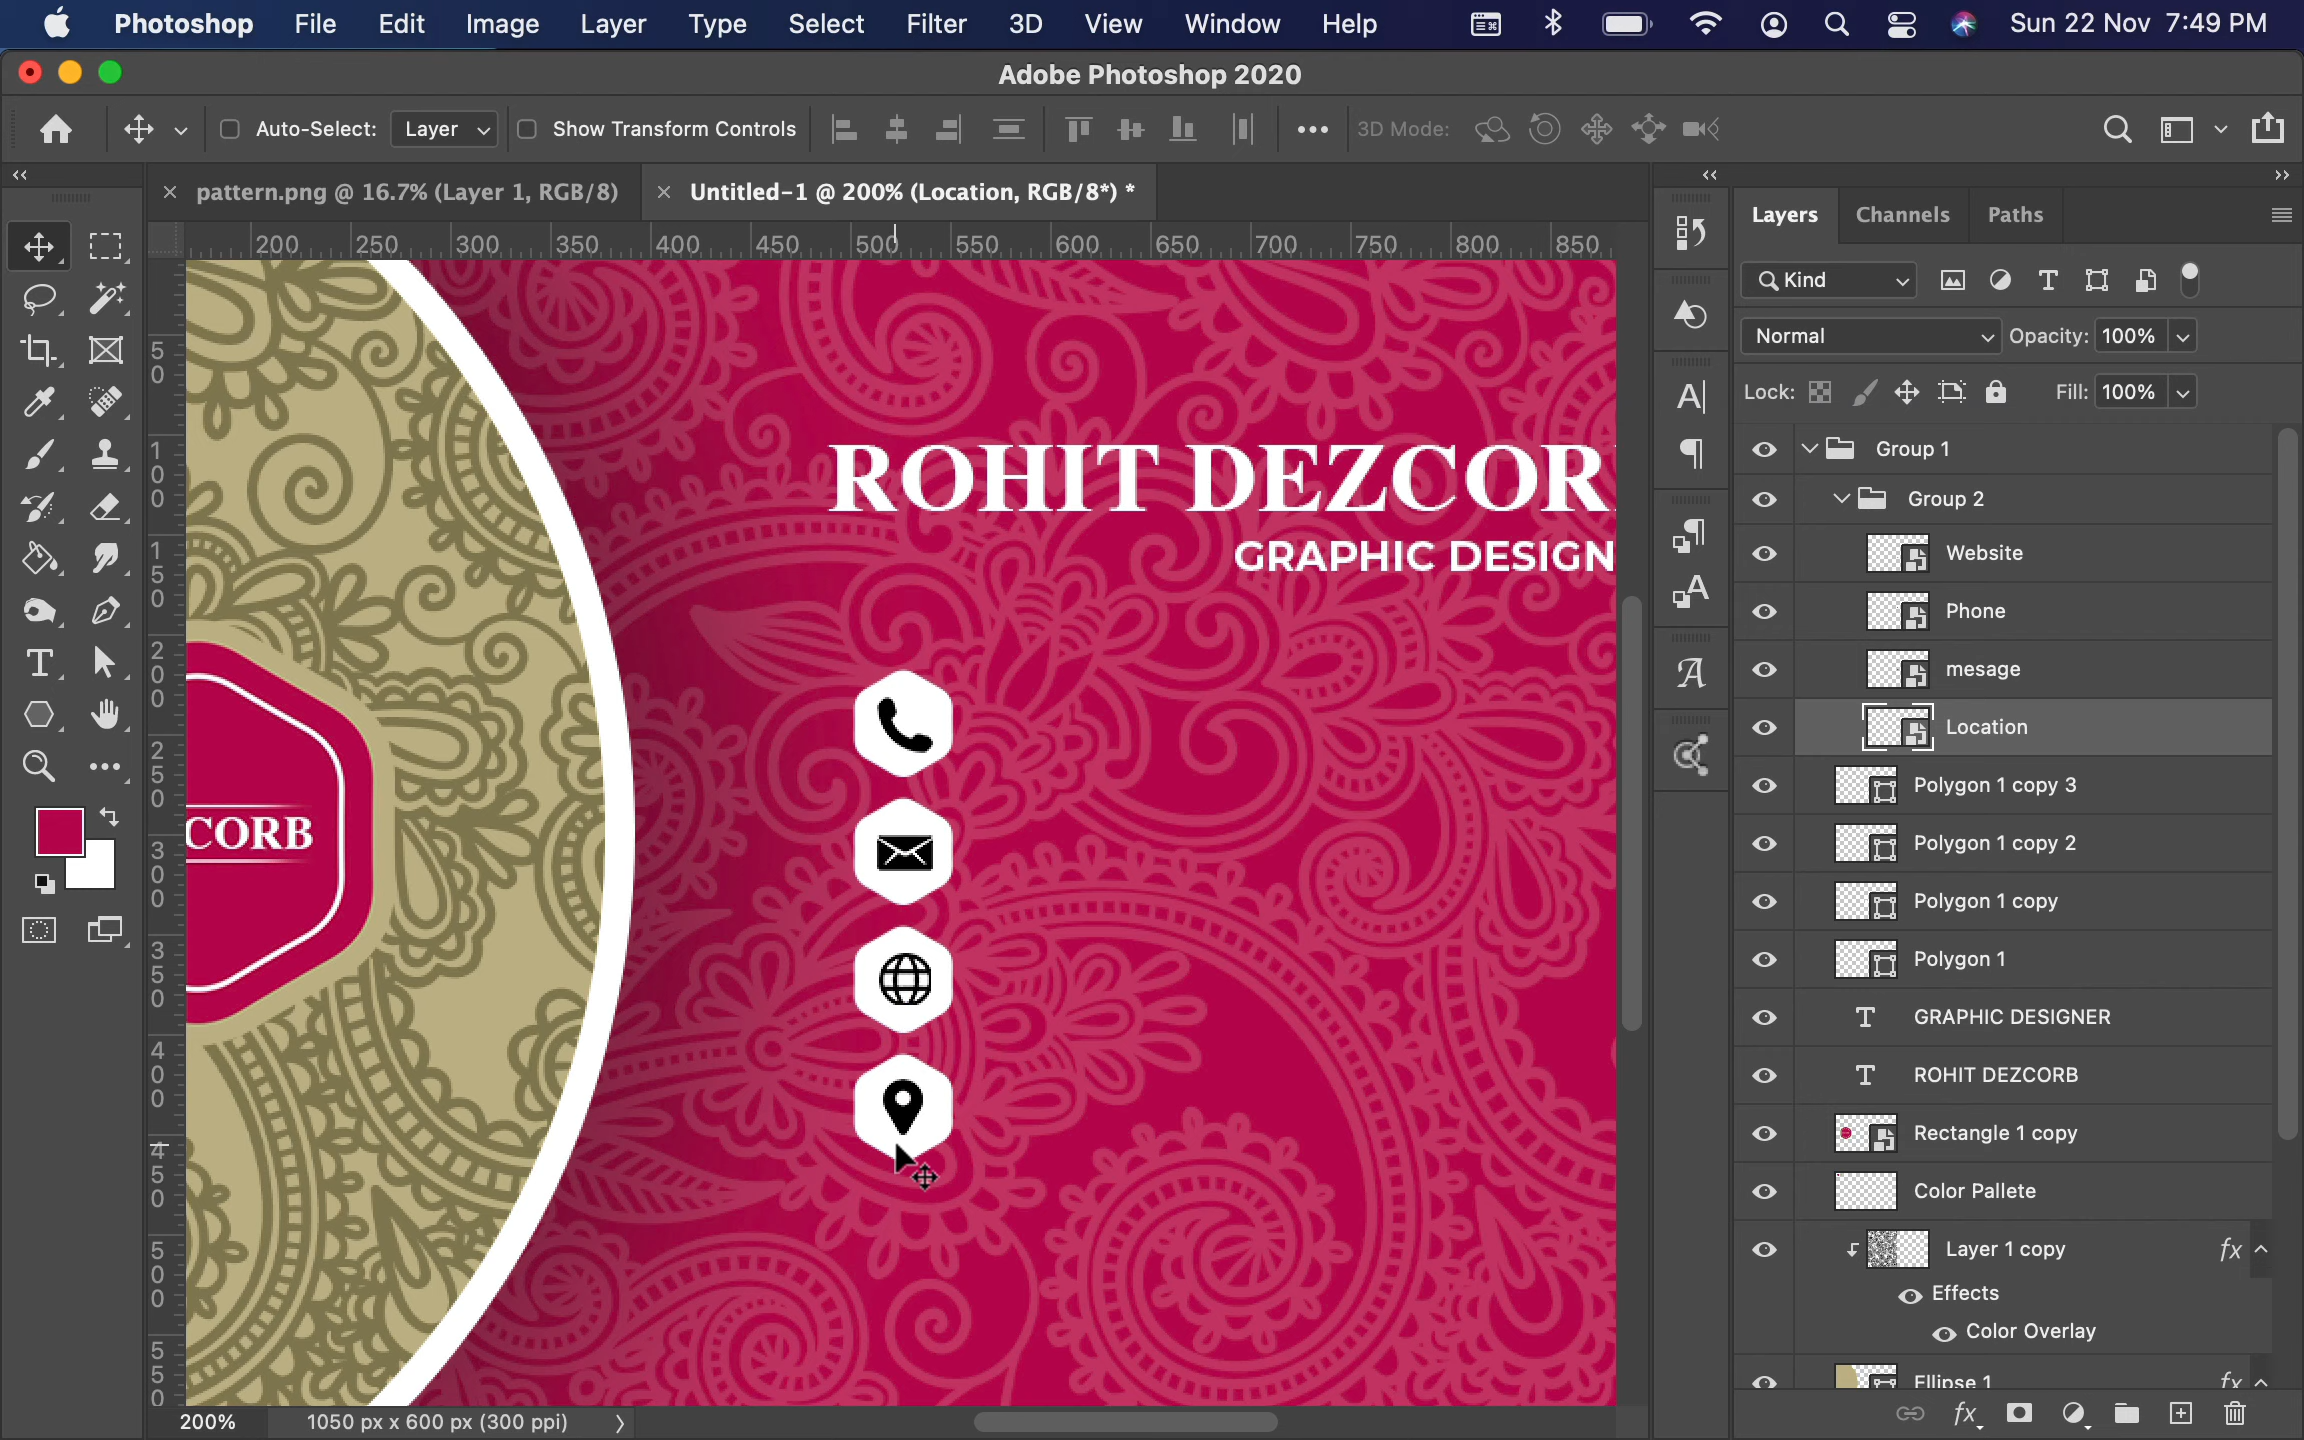 Photoshop File Edit Image Layer Type Select Filter 3D View Window Help Sun 22 Nov 7:49 PM
Adobe Photoshop 2020
Auto-Select: Layer Show Transform Controls 3D Mode:
pattern.png @ 16.7% (Layer 1, RGB/8)
Untitled-1 @ 200% (Location, RGB/8*) *
200 250 300 350 400 450 500 550 600 650 700 750 800 850
50
100
150
200
250
300
350
400
450
500
550
ROHIT DEZCOR
GRAPHIC DESIGN
CORB
200% 1050 px x 600 px (300 ppi)
Layers Channels Paths
Kind
Normal Opacity: 100%
Lock: Fill: 100%
Group 1
Group 2
Website
Phone
mesage
Location
Polygon 1 copy 3
Polygon 1 copy 2
Polygon 1 copy
Polygon 1
GRAPHIC DESIGNER
ROHIT DEZCORB
Rectangle 1 copy
Color Pallete
Layer 1 copy fx
Effects
Color Overlay
Ellipse 1 fx
fx